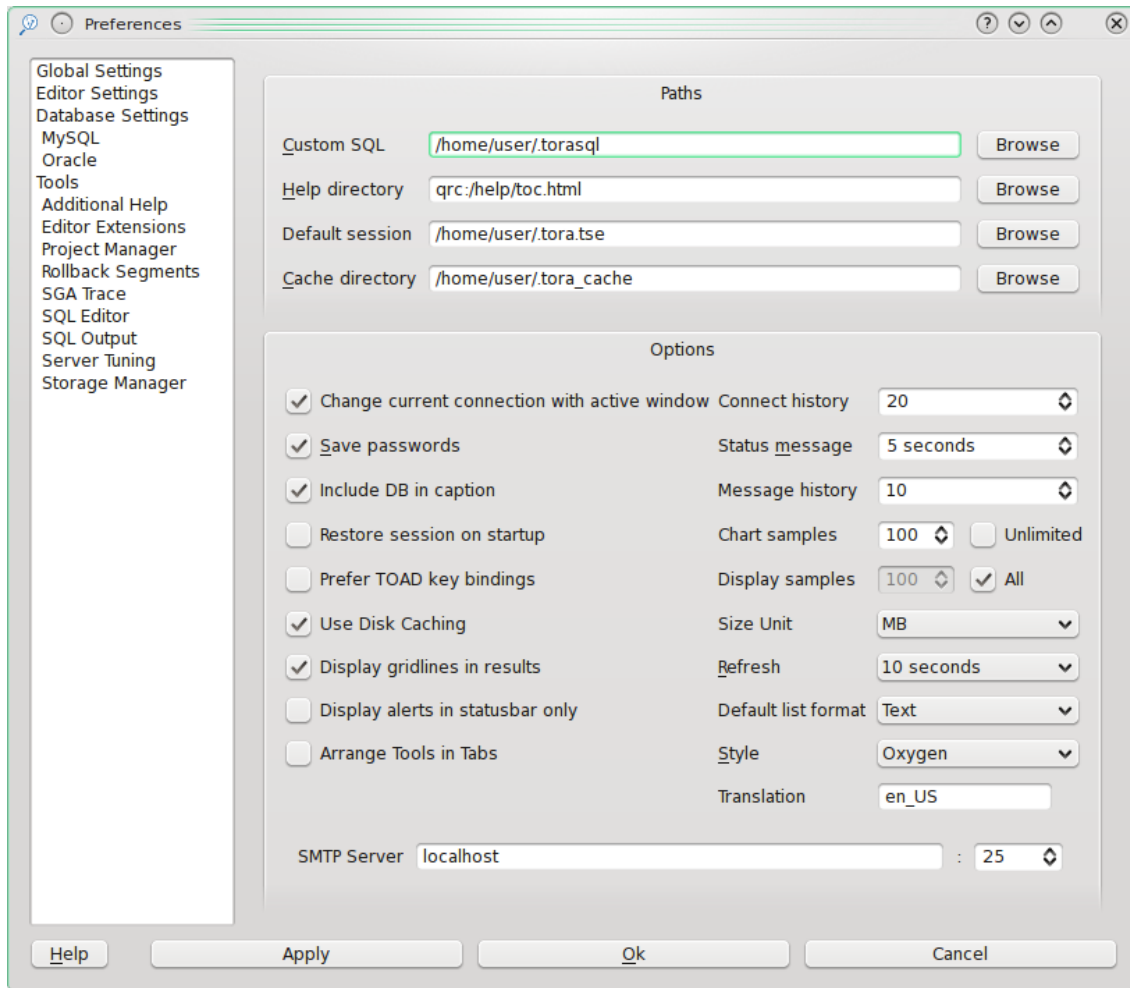 Preferences
Global Settings
Editor Settings
Database Settings
MySQL
Oracle
Tools
Additional Help
Editor Extensions
Project Manager
Rollback Segments
SGA Trace
SQL Editor
SQL Output
Server Tuning
Storage Manager
Paths
Custom SQL /home/user/.torasql Browse
Help directory qrc:/help/toc.html Browse
Default session /home/user/.tora.tse Browse
Cache directory /home/user/.tora_cache Browse
Options
Change current connection with active window Connect history 20
Save passwords Status message 5 seconds
Include DB in caption Message history 10
Restore session on startup Chart samples 100 Unlimited
Prefer TOAD key bindings Display samples 100 All
Use Disk Caching Size Unit MB
Display gridlines in results Refresh 10 seconds
Display alerts in statusbar only Default list format Text
Arrange Tools in Tabs Style Oxygen
Translation en_US
SMTP Server localhost : 25
Help Apply Ok Cancel